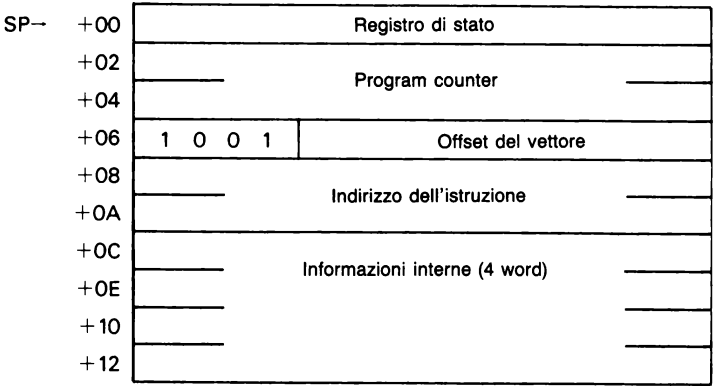 SP→ +00 Registro di stato
+02
Program counter
+04
+06 1 0 0 1 Offset del vettore
+08
Indirizzo dell'istruzione
+0A
+0C
Informazioni interne (4 word)
+0E
+10
+12